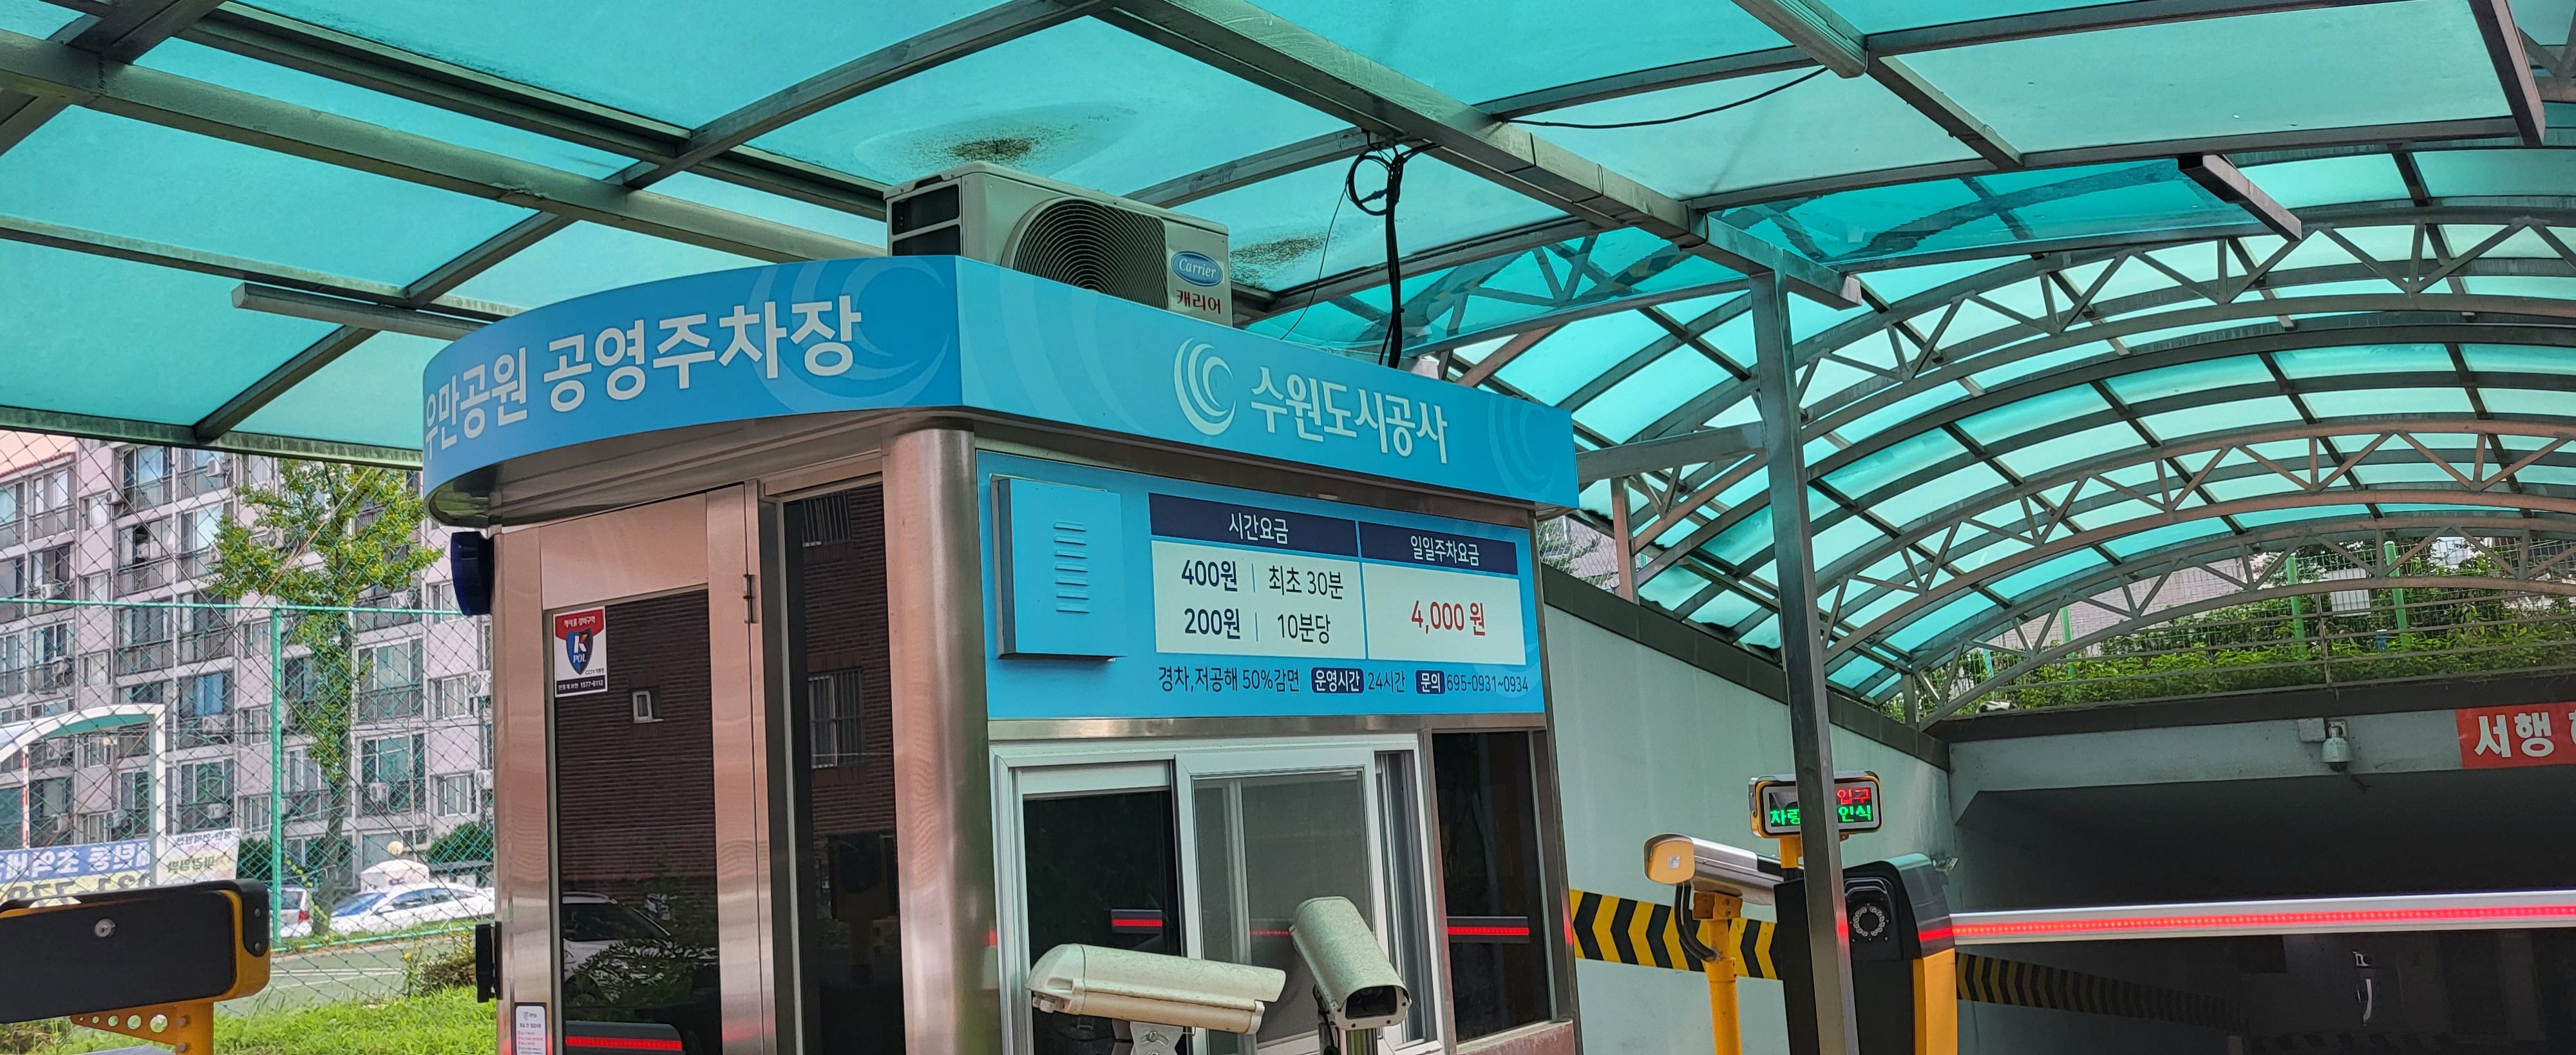 Carrier
캐리어
우만공원 공영주차장
수원도시공사
시간요금
일일주차요금
400원 | 최초 30분
200원 | 10분당
4,000 원
경차,저공해 50%감면 운영시간 24시간 문의 695-0931~0934
K
POL
서행
입구
차량 인식